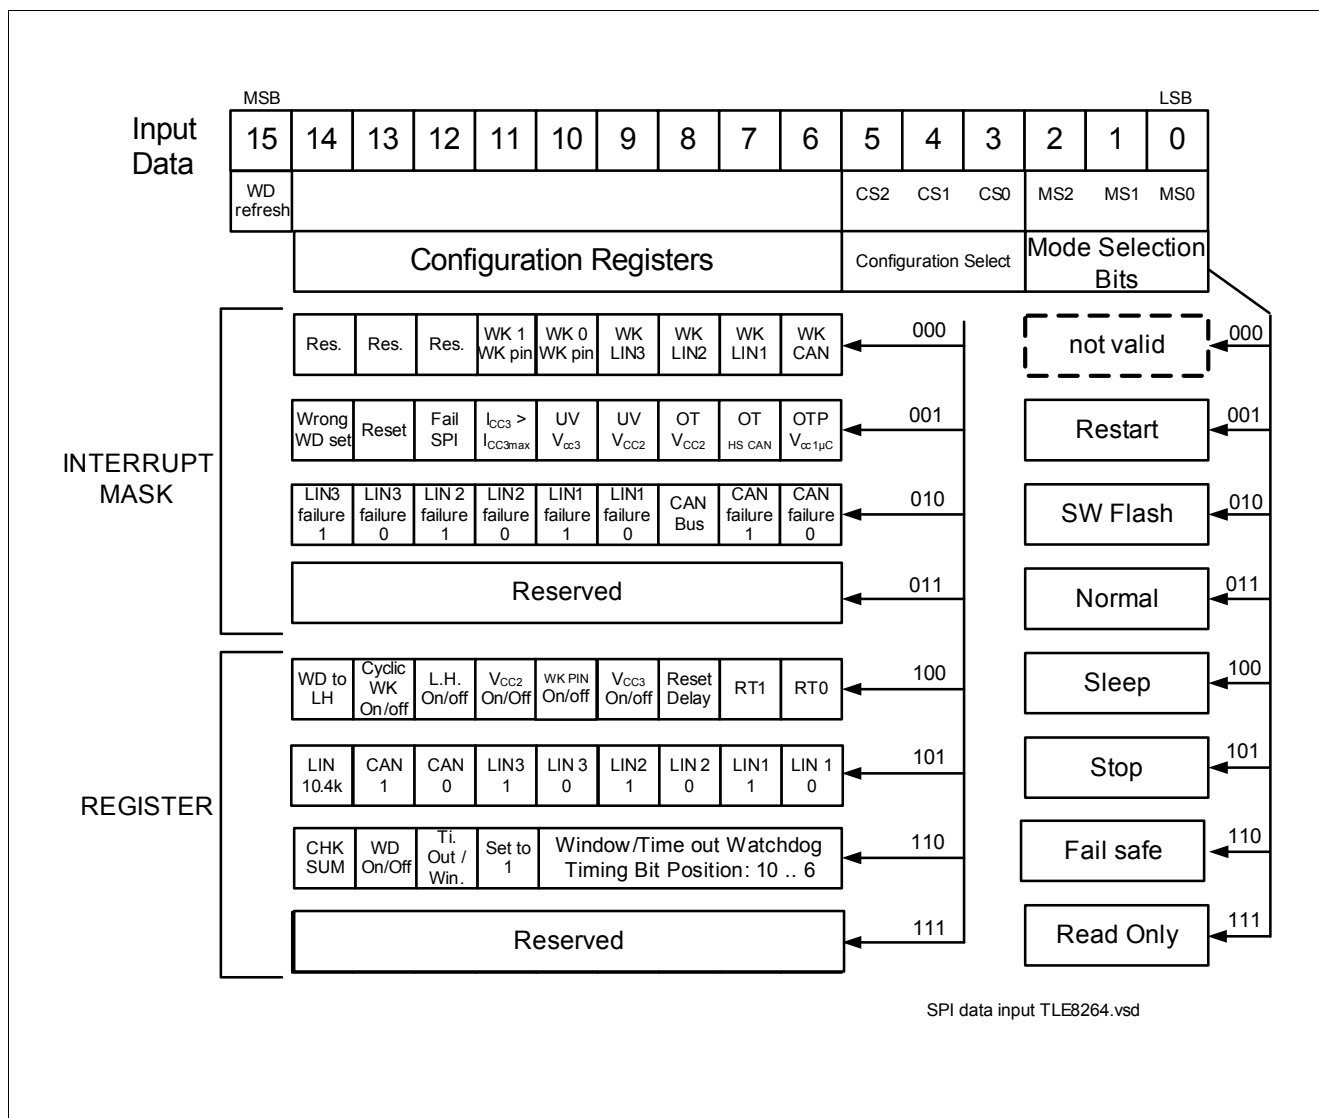 MSB LSB
Input Data 15 14 13 12 11 10 9 8 7 6 5 4 3 2 1 0
WD refresh CS2 CS1 CS0 MS2 MS1 MS0
Configuration Registers Configuration Select Mode Selection Bits
INTERRUPT MASK
Res. Res. Res. WK 1 WK pin WK 0 WK pin WK LIN3 WK LIN2 WK LIN1 WK CAN 000 not valid 000
Wrong WD set Reset Fail SPI ICC3 > ICC3max UV Vcc3 UV VCC2 OT VCC2 OT HS CAN OTP Vcc1µC 001 Restart 001
LIN3 failure 1 LIN3 failure 0 LIN 2 failure 1 LIN2 failure 0 LIN1 failure 1 LIN1 failure 0 CAN Bus CAN failure 1 CAN failure 0 010 SW Flash 010
Reserved 011 Normal 011
REGISTER
WD to LH Cyclic WK On/off L.H. On/off VCC2 On/Off WK PIN On/off VCC3 On/off Reset Delay RT1 RT0 100 Sleep 100
LIN 10.4k CAN 1 CAN 0 LIN3 1 LIN 3 0 LIN2 1 LIN 2 0 LIN1 1 LIN 1 0 101 Stop 101
CHK SUM WD On/Off Ti. Out / Win. Set to 1 Window/Time out Watchdog Timing Bit Position: 10 .. 6 110 Fail safe 110
Reserved 111 Read Only 111
SPI data input TLE8264.vsd